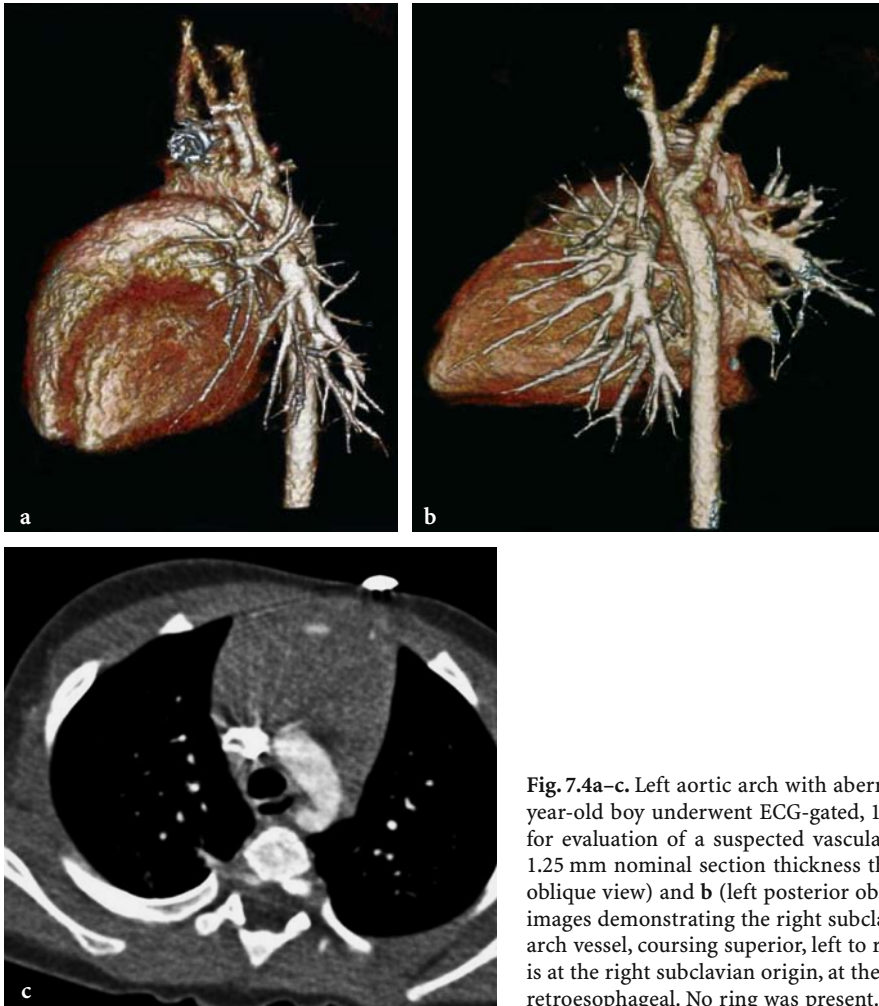 a
b
c
Fig. 7.4a–c. Left aortic arch with aberr
year-old boy underwent ECG-gated, 1
for evaluation of a suspected vascula
1.25 mm nominal section thickness th
oblique view) and b (left posterior ob
images demonstrating the right subcla
arch vessel, coursing superior, left to r
is at the right subclavian origin, at the
retroesophageal. No ring was present.